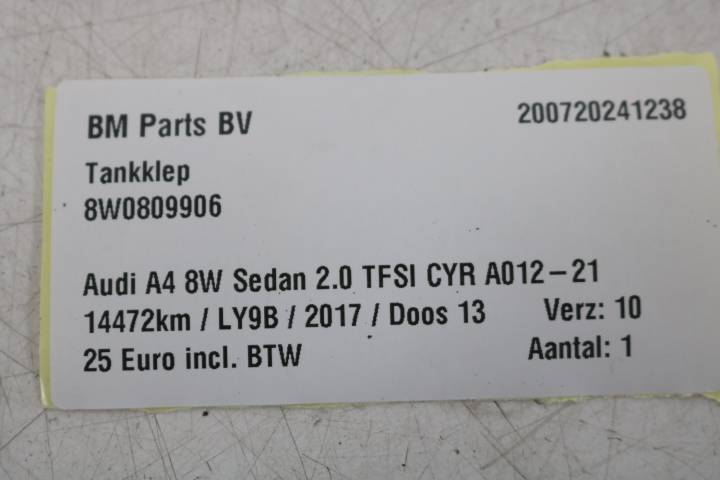 BM Parts BV 200720241238
Tankklep
8W0809906
Audi A4 8W Sedan 2.0 TFSI CYR A012-21
14472km / LY9B / 2017 / Doos 13 Verz: 10
25 Euro incl. BTW Aantal: 1